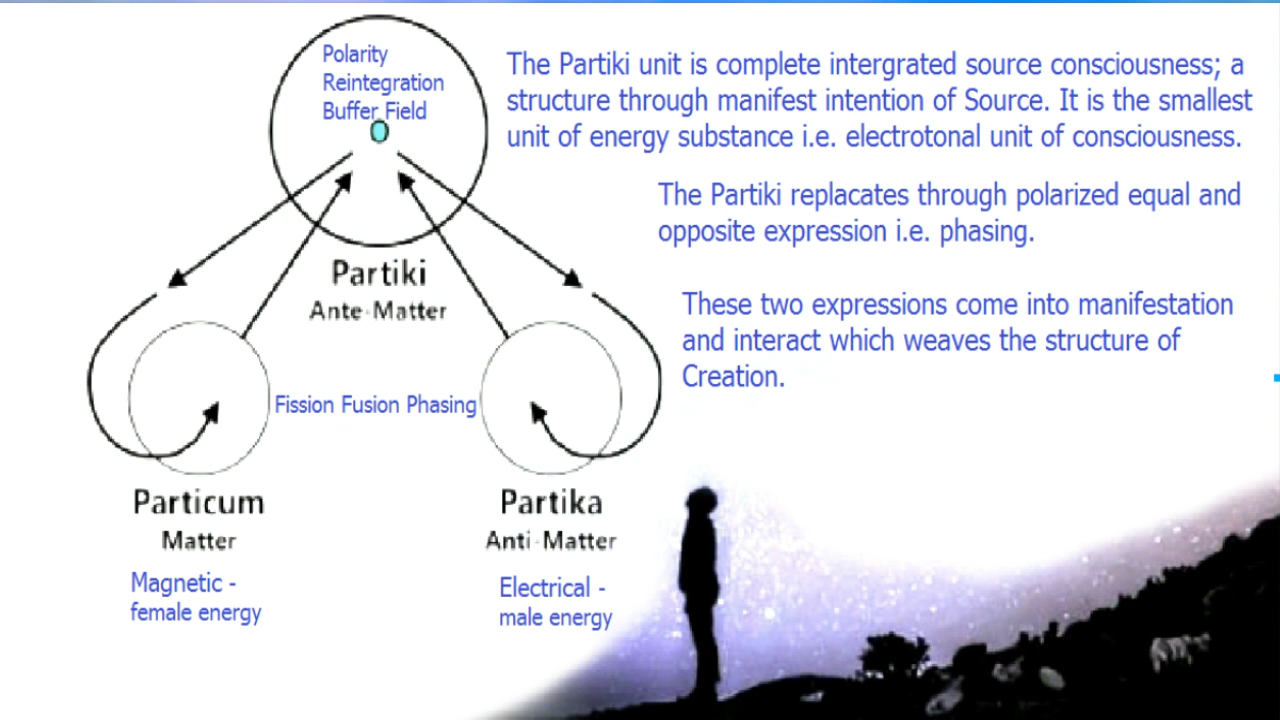 Polarity
Reintegration
Buffer Field
The Partiki unit is complete intergrated source consciousness; a
structure through manifest intention of Source. It is the smallest
unit of energy substance i.e. electrotonal unit of consciousness.
The Partiki replacates through polarized equal and
opposite expression i.e. phasing.
Partiki
Ante-Matter
These two expressions come into manifestation
and interact which weaves the structure of
Creation.
Fission Fusion Phasing
Particum
Matter
Magnetic -
female energy
Partika
Anti-Matter
Electrical -
male energy